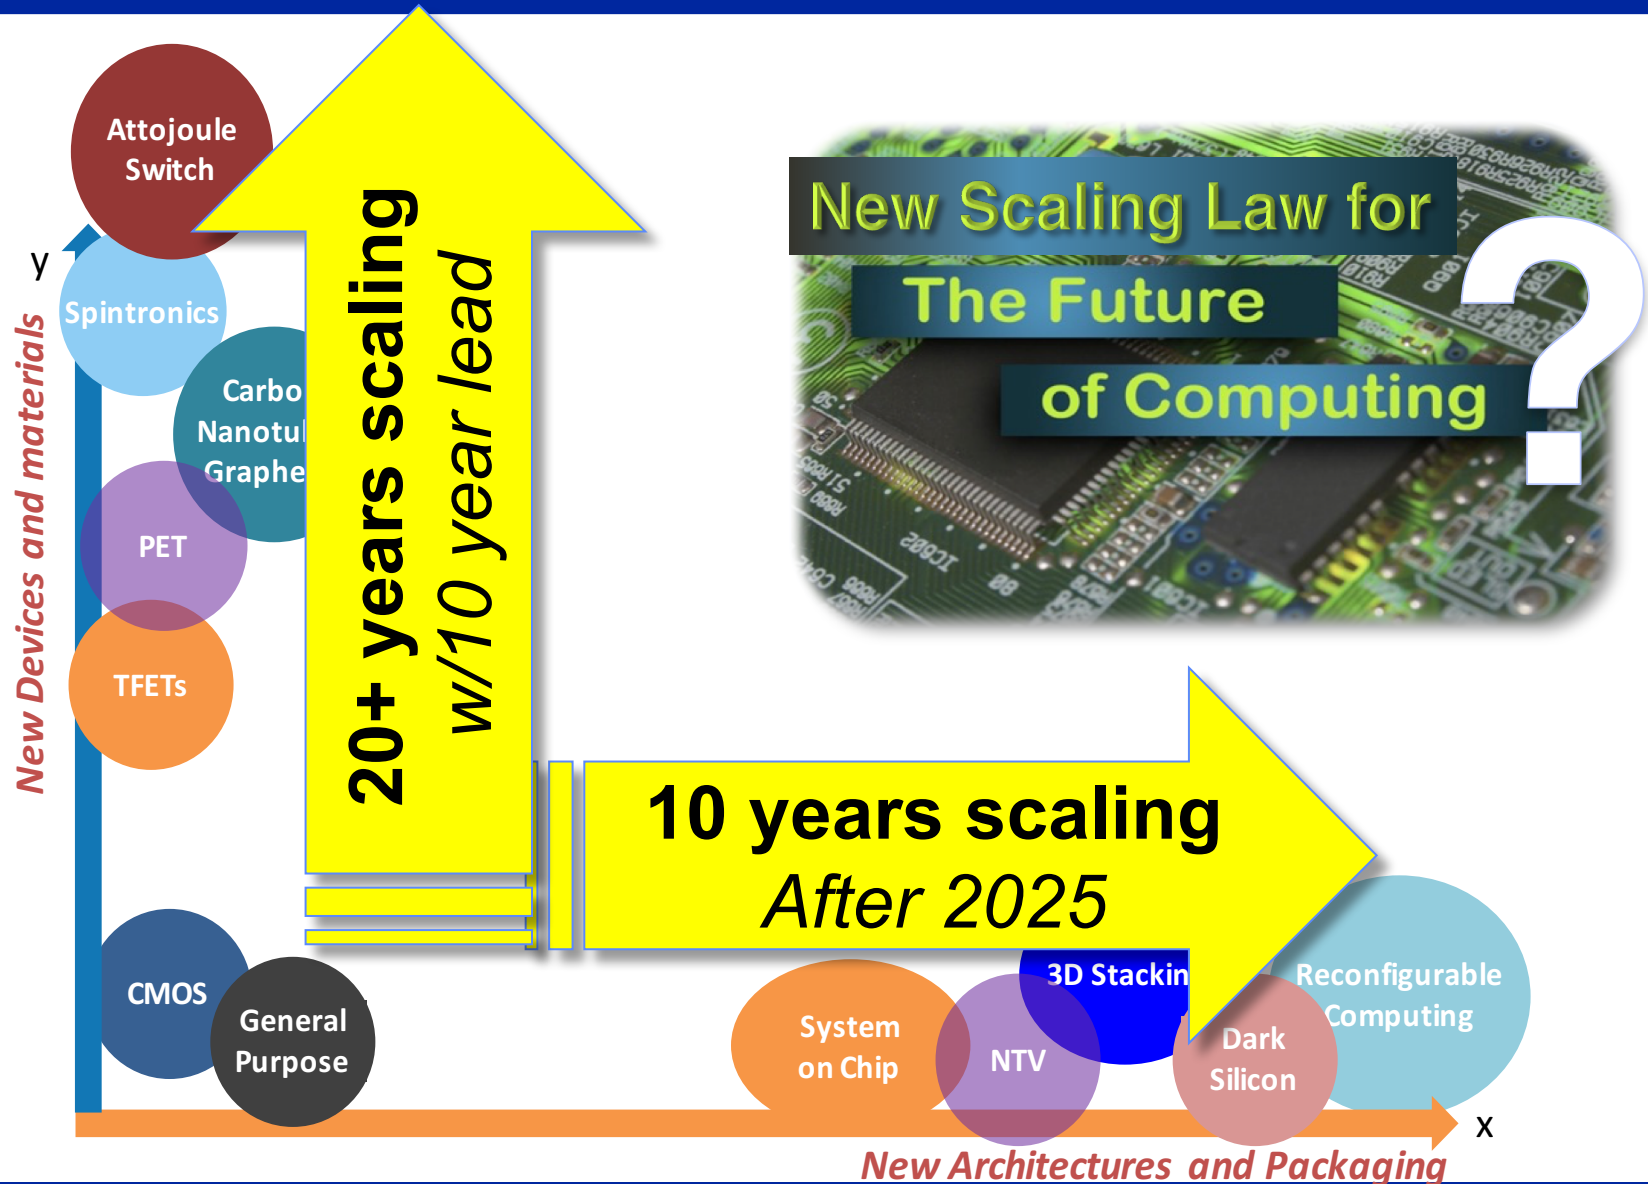 Attojoule
Switch
y
Spintronics
Carbo
Nanotu
Graphe
PET
TFETs
CMOS
General
Purpose
New Devices and materials
20+ years scaling
w/10 year lead
New Scaling Law for
The Future
of Computing
?
10 years scaling
After 2025
System
on Chip
NTV
3D Stackin
Dark
Silicon
Reconfigurable
Computing
x
New Architectures and Packaging
IC602